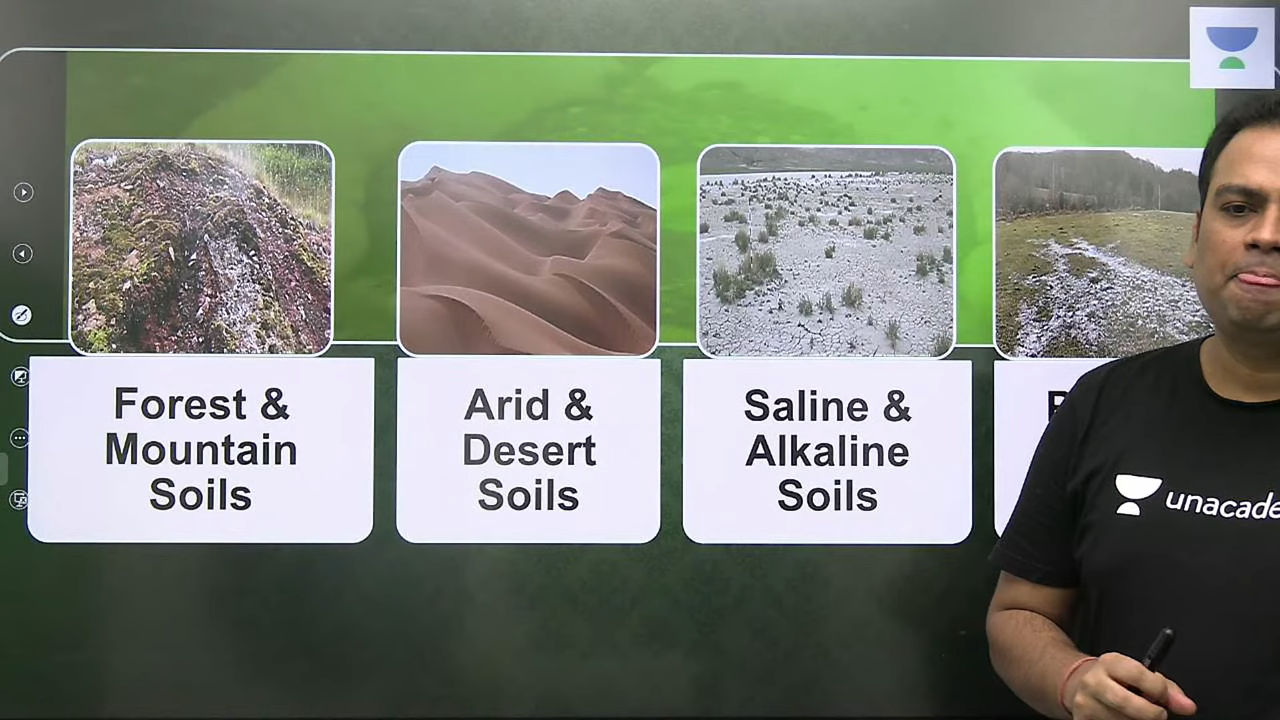 Forest &
Mountain
Soils
Arid &
Desert
Soils
Saline &
Alkaline
Soils
unacade